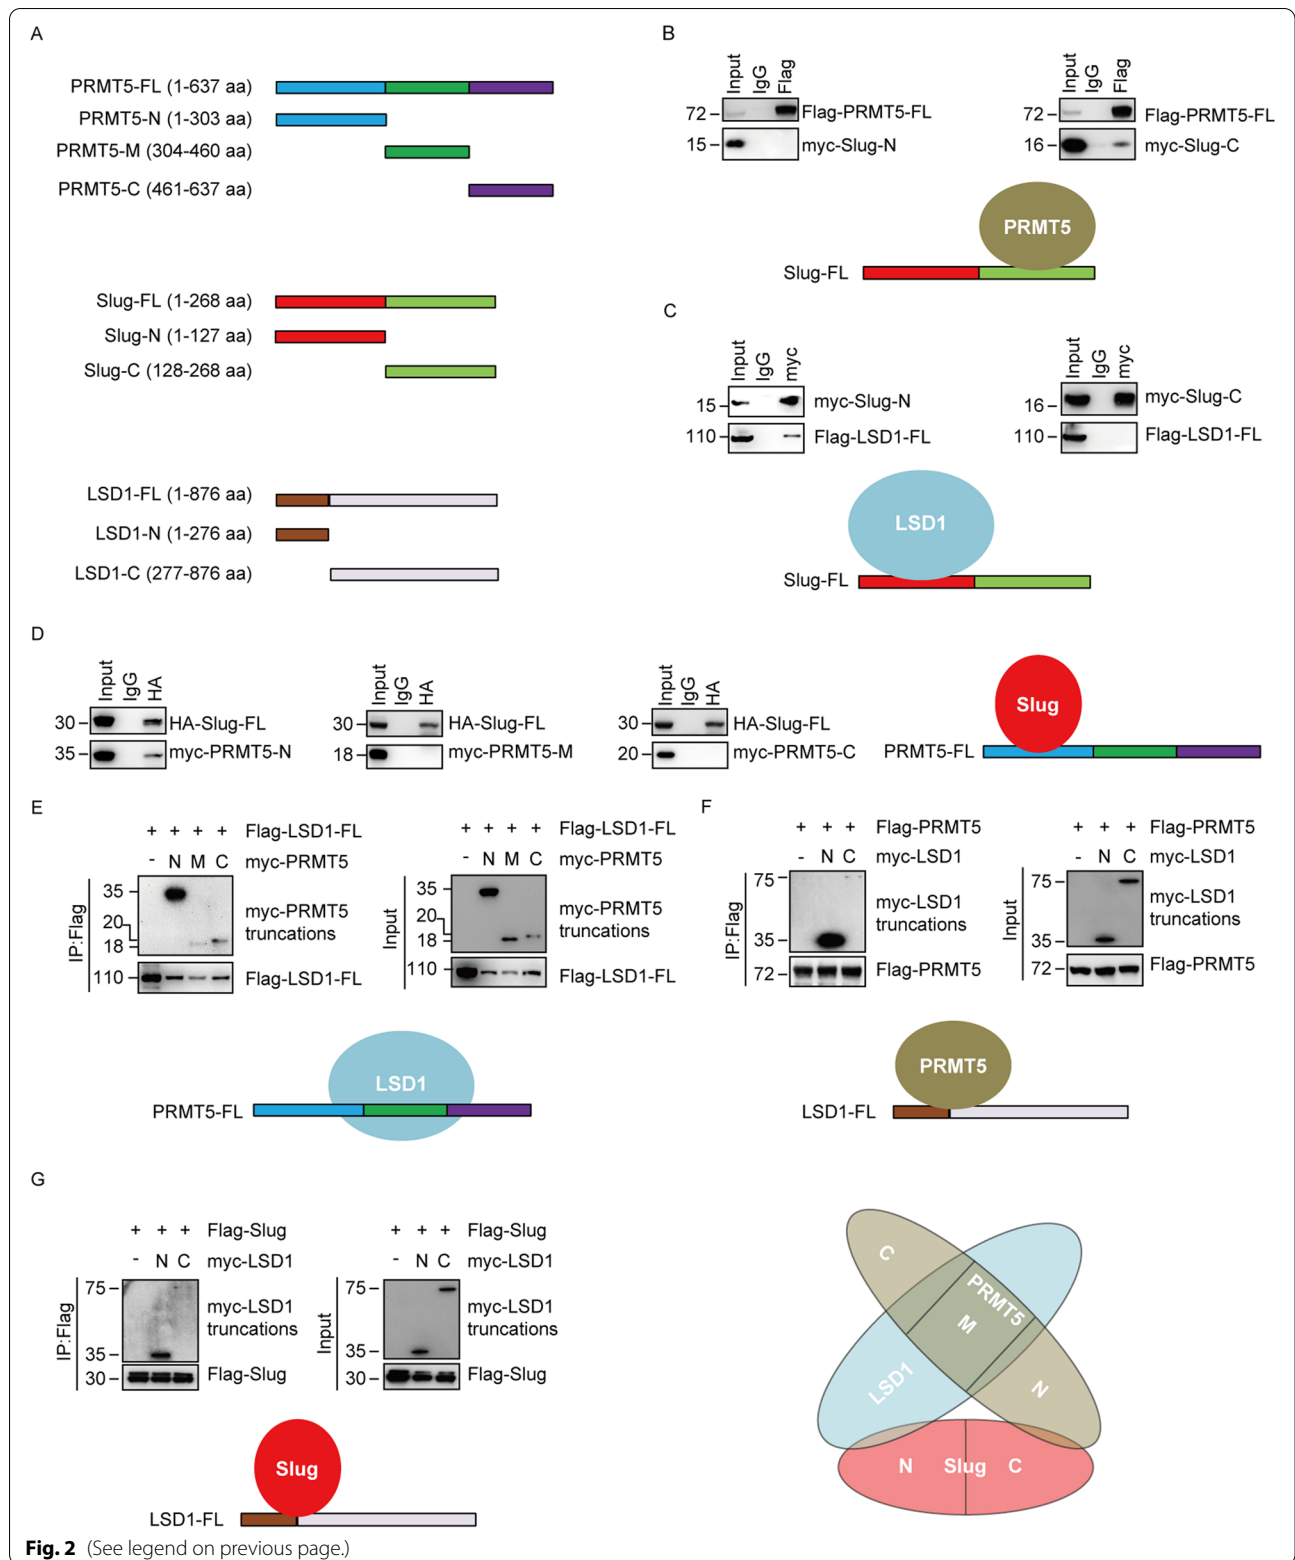 A
PRMT5-FL (1-637 aa)
PRMT5-N (1-303 aa)
PRMT5-M (304-460 aa)
PRMT5-C (461-637 aa)
Slug-FL (1-268 aa)
Slug-N (1-127 aa)
Slug-C (128-268 aa)
LSD1-FL (1-876 aa)
LSD1-N (1-276 aa)
LSD1-C (277-876 aa)
B
Input IgG Flag
72 Flag-PRMT5-FL
15 myc-Slug-N
Input IgG Flag
72 Flag-PRMT5-FL
16 myc-Slug-C
PRMT5
Slug-FL
C
Input IgG myc
15 myc-Slug-N
110 Flag-LSD1-FL
Input IgG myc
16 myc-Slug-C
110 Flag-LSD1-FL
LSD1
Slug-FL
D
Input IgG HA
30 HA-Slug-FL
35 myc-PRMT5-N
Input IgG HA
30 HA-Slug-FL
18 myc-PRMT5-M
Input IgG HA
30 HA-Slug-FL
20 myc-PRMT5-C
Slug
PRMT5-FL
E
+ + + + Flag-LSD1-FL
- N M C myc-PRMT5
IP:Flag
35
20
18
myc-PRMT5
truncations
110 Flag-LSD1-FL
+ + + + Flag-LSD1-FL
- N M C myc-PRMT5
Input
35
20
18
myc-PRMT5
truncations
110 Flag-LSD1-FL
LSD1
PRMT5-FL
F
+ + + Flag-PRMT5
- N C myc-LSD1
IP:Flag
75
35
myc-LSD1
truncations
72 Flag-PRMT5
+ + + Flag-PRMT5
- N C myc-LSD1
Input
75
35
myc-LSD1
truncations
72 Flag-PRMT5
PRMT5
LSD1-FL
G
+ + + Flag-Slug
- N C myc-LSD1
IP:Flag
75
35
myc-LSD1
truncations
30 Flag-Slug
+ + + Flag-Slug
- N C myc-LSD1
Input
75
35
myc-LSD1
truncations
30 Flag-Slug
Slug
LSD1-FL
C
PRMT5
M
LSD1
N
N Slug C
Fig. 2 (See legend on previous page.)